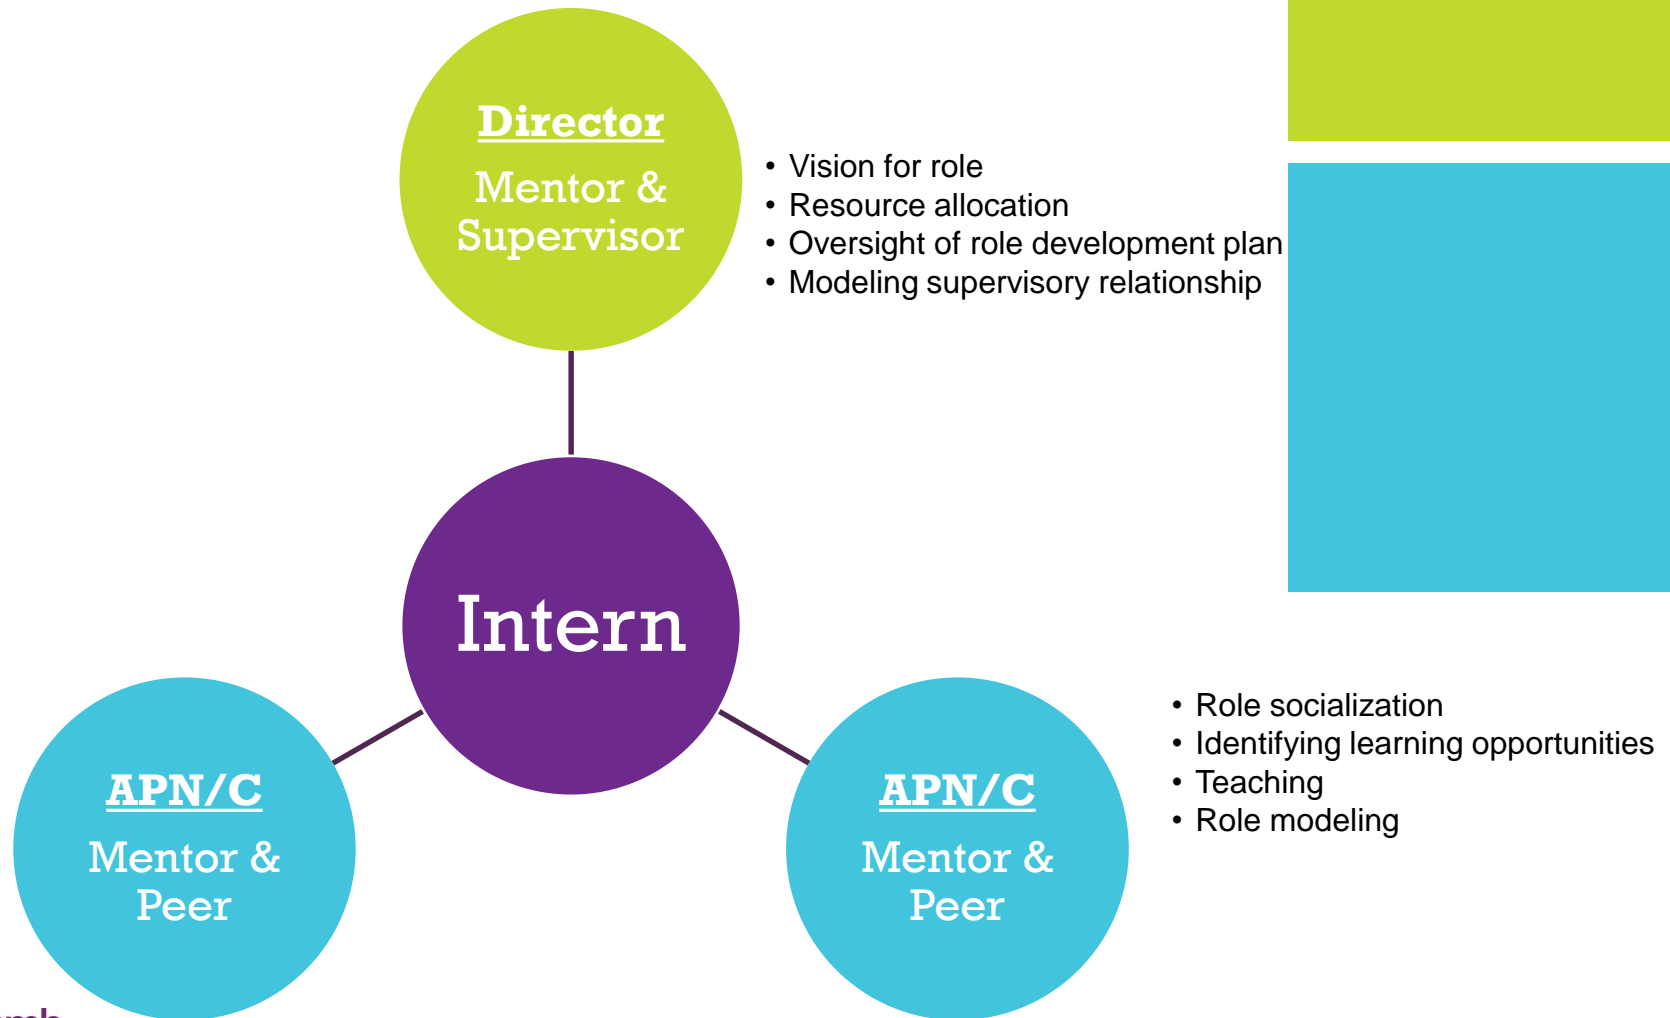 Director
Mentor &
Supervisor
• Vision for role
• Resource allocation
• Oversight of role development plan
• Modeling supervisory relationship
Intern
APN/C
Mentor &
Peer
APN/C
Mentor &
Peer
• Role socialization
• Identifying learning opportunities
• Teaching
• Role modeling